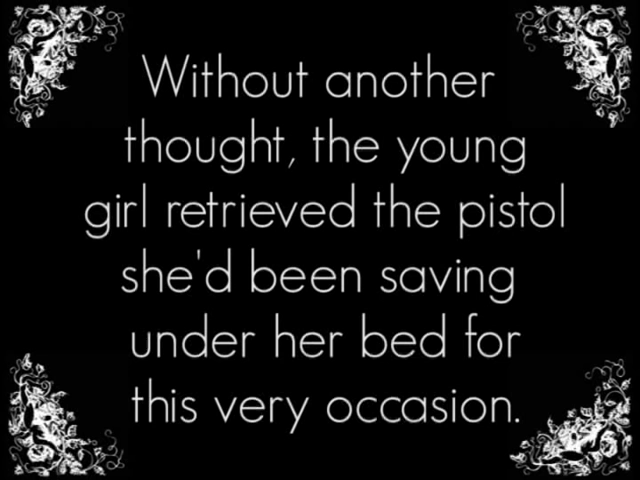 Without another
thought, the young
girl retrieved the pistol
she'd been saving
under her bed for
this very occasion.